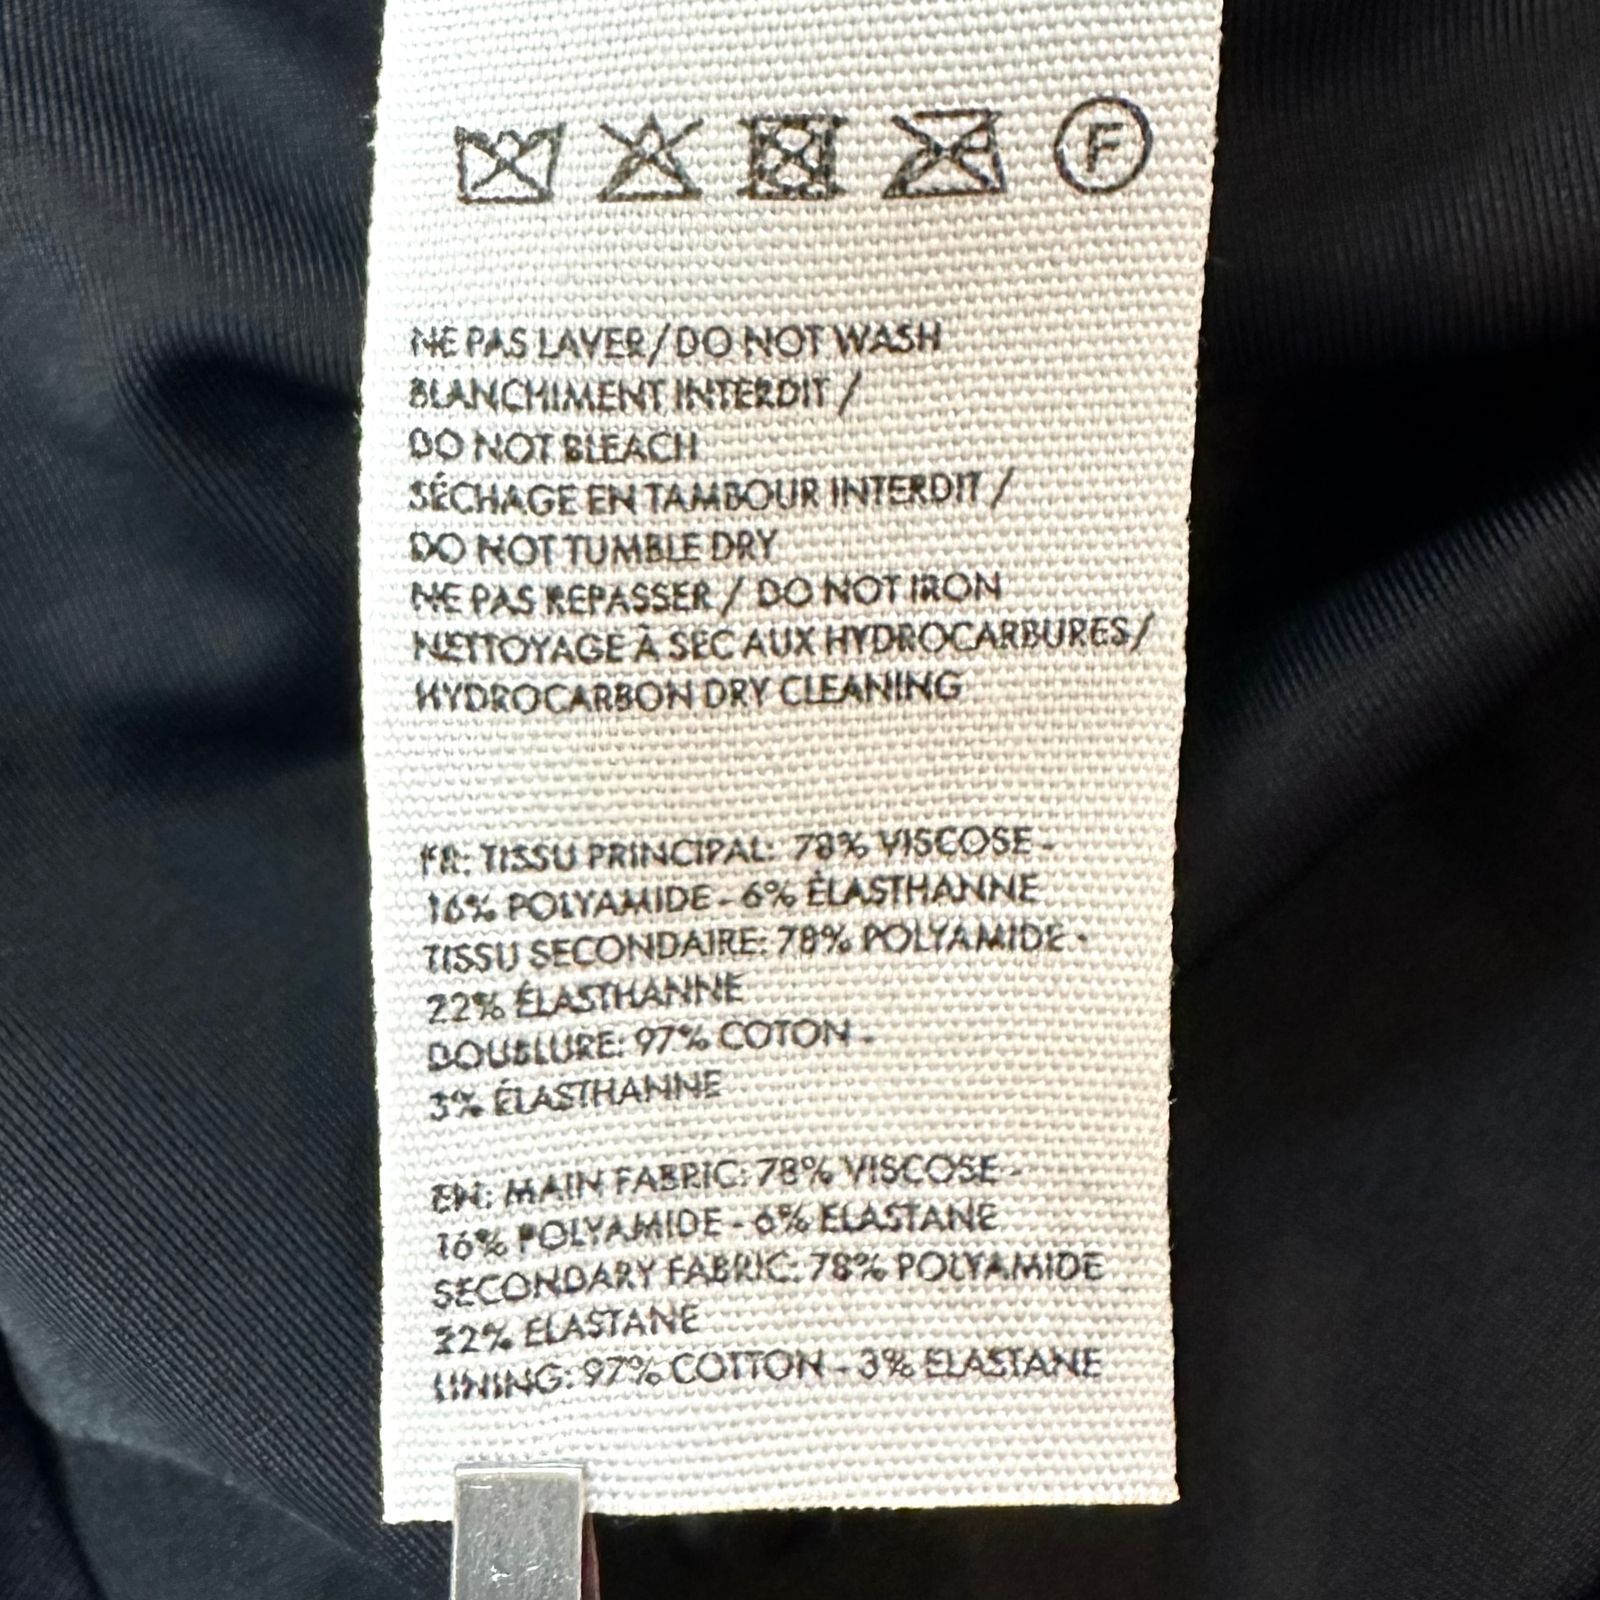 F
NE PAS LAVER / DO NOT WASH
BLANCHIMENT INTERDIT /
DO NOT BLEACH
SÉCHAGE EN TAMBOUR INTERDIT /
DO NOT TUMBLE DRY
NE PAS REPASSER / DO NOT IRON
NETTOYAGE À SEC AUX HYDROCARBURES/
HYDROCARBON DRY CLEANING
FR: TISSU PRINCIPAL: 78% VISCOSE -
16% POLYAMIDE - 6% ÉLASTHANNE
TISSU SECONDAIRE: 78% POLYAMIDE -
22% ÉLASTHANNE
DOUBLURE: 97% COTON -
3% ÉLASTHANNE
EN: MAIN FABRIC: 78% VISCOSE -
16% POLYAMIDE - 6% ELASTANE
SECONDARY FABRIC: 78% POLYAMIDE
22% ELASTANE
LINING: 97% COTTON - 3% ELASTANE